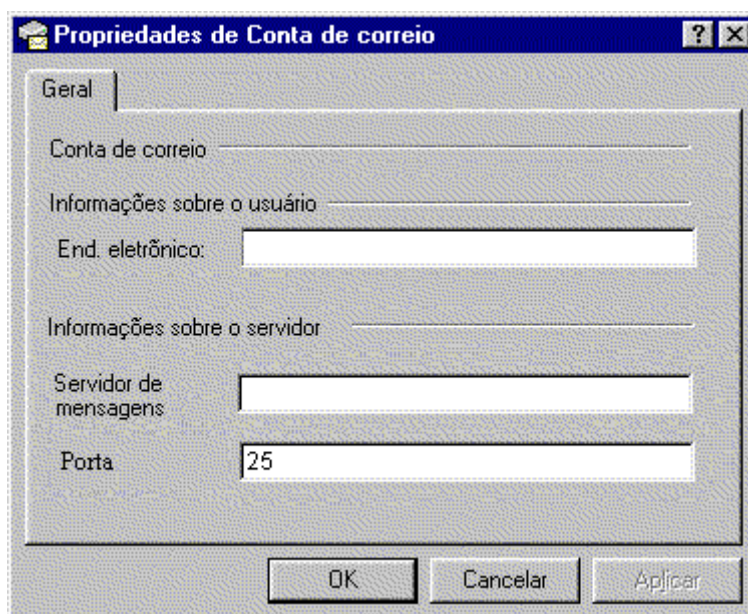 Propriedades de Conta de correio
Geral
Conta de correio
Informações sobre o usuário
End. eletrõnico:
Informações sobre o servidor
Servidor de
mensagens
Porta
25
OK
Cancelar
Aplicar